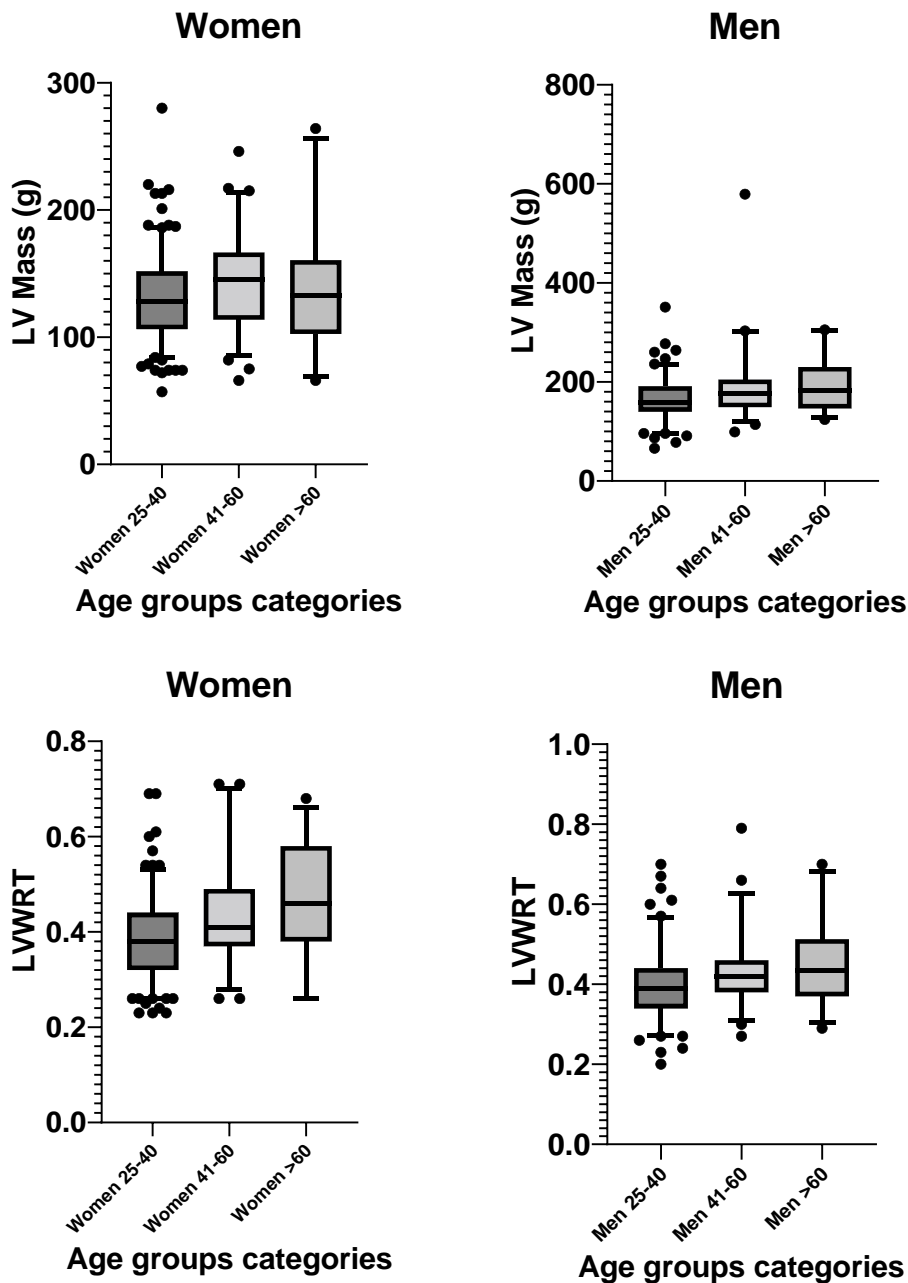 Women
LV Mass (g)
300
200
100
0
Women 25-40
Women 41-60
Women >60
Age groups categories
Men
LV Mass (g)
800
600
400
200
0
Men 25-40
Men 41-60
Men >60
Age groups categories
Women
LVWRT
0.8
0.6
0.4
0.2
0.0
Women 25-40
Women 41-60
Women >60
Age groups categories
Men
LVWRT
1.0
0.8
0.6
0.4
0.2
0.0
Men 25-40
Men 41-60
Men >60
Age groups categories